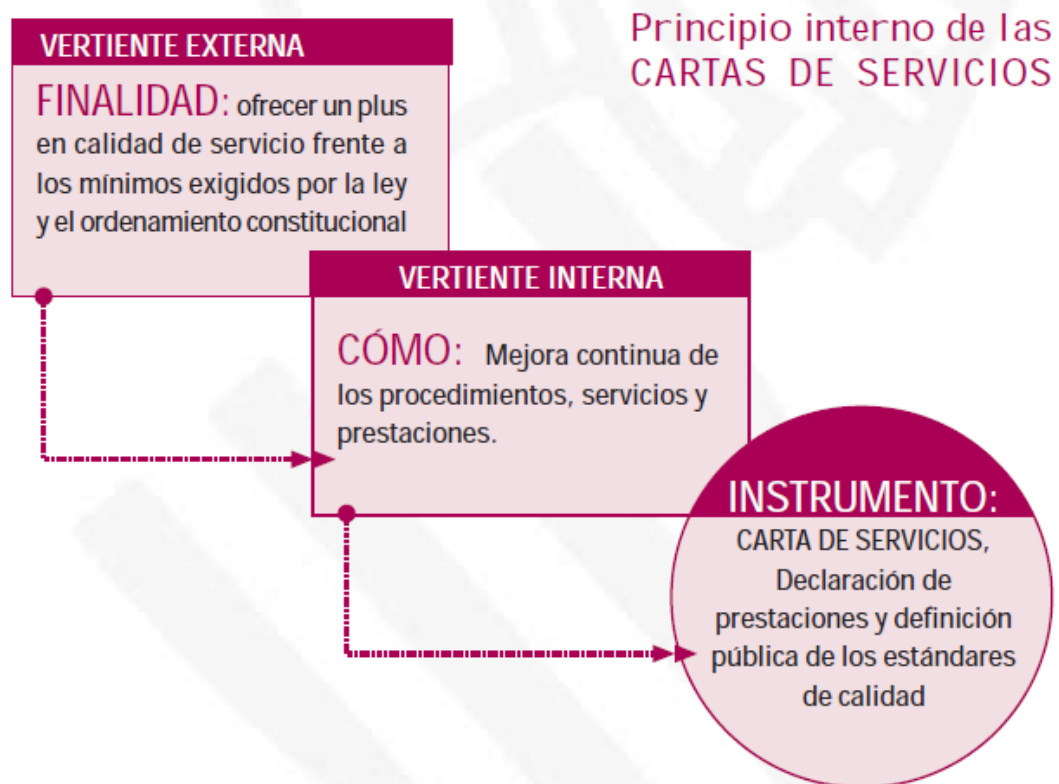 Principio interno de las
CARTAS DE SERVICIOS
VERTIENTE EXTERNA
FINALIDAD: ofrecer un plus
en calidad de servicio frente a
los mínimos exigidos por la ley
y el ordenamiento constitucional
VERTIENTE INTERNA
CÓMO: Mejora continua de
los procedimientos, servicios y
prestaciones.
INSTRUMENTO:
CARTA DE SERVICIOS,
Declaración de
prestaciones y definición
pública de los estándares
de calidad